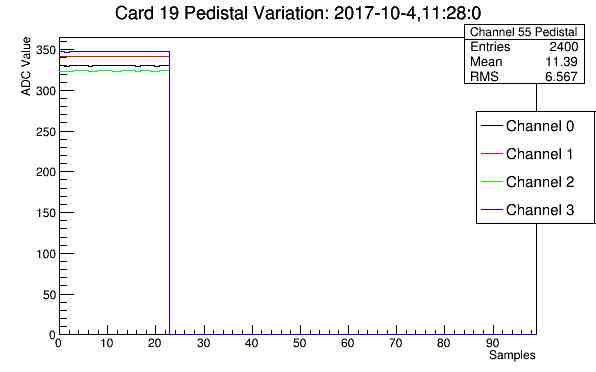 Card 19 Pedistal Variation: 2017-10-4,11:28:0
Channel 55 Pedistal
Entries 2400
Mean 11.39
RMS 6.567
ADC Value
350
300
250
200
150
100
50
0
Channel 0
Channel 1
Channel 2
Channel 3
0 10 20 30 40 50 60 70 80 90
Samples